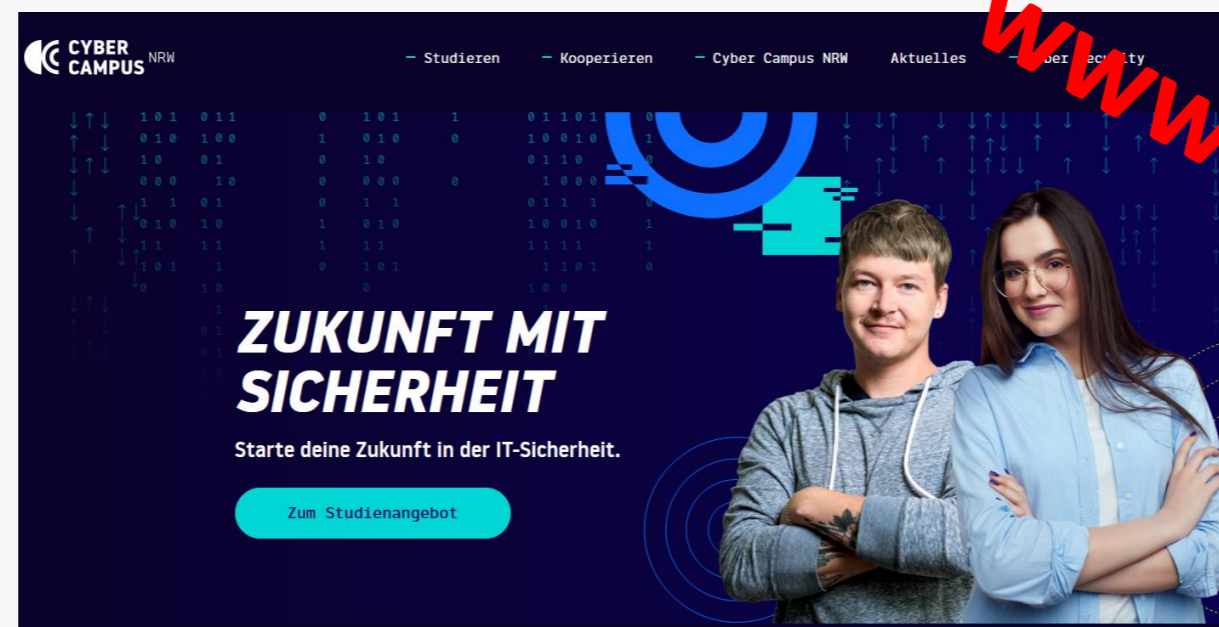 CYBER
CAMPUS NRW
Studieren
Kooperieren
Cyber Campus NRW
Aktuelles
www
ZUKUNFT MIT
SICHERHEIT
Starte deine Zukunft in der IT-Sicherheit.
Zum Studienangebot